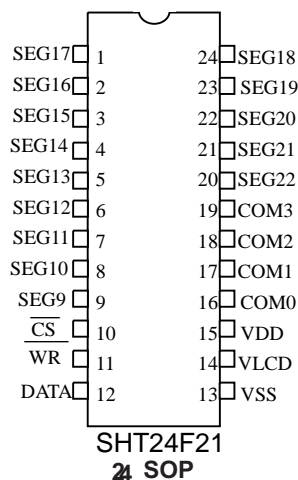 SEG17 1 24 SEG18
SEG16 2 23 SEG19
SEG15 3 22 SEG20
SEG14 4 21 SEG21
SEG13 5 20 SEG22
SEG12 6 19 COM3
SEG11 7 18 COM2
SEG10 8 17 COM1
SEG9 9 16 COM0
C̅S̅ 10 15 VDD
W̅R̅ 11 14 VLCD
DATA 12 13 VSS
SHT24F21
24 SOP